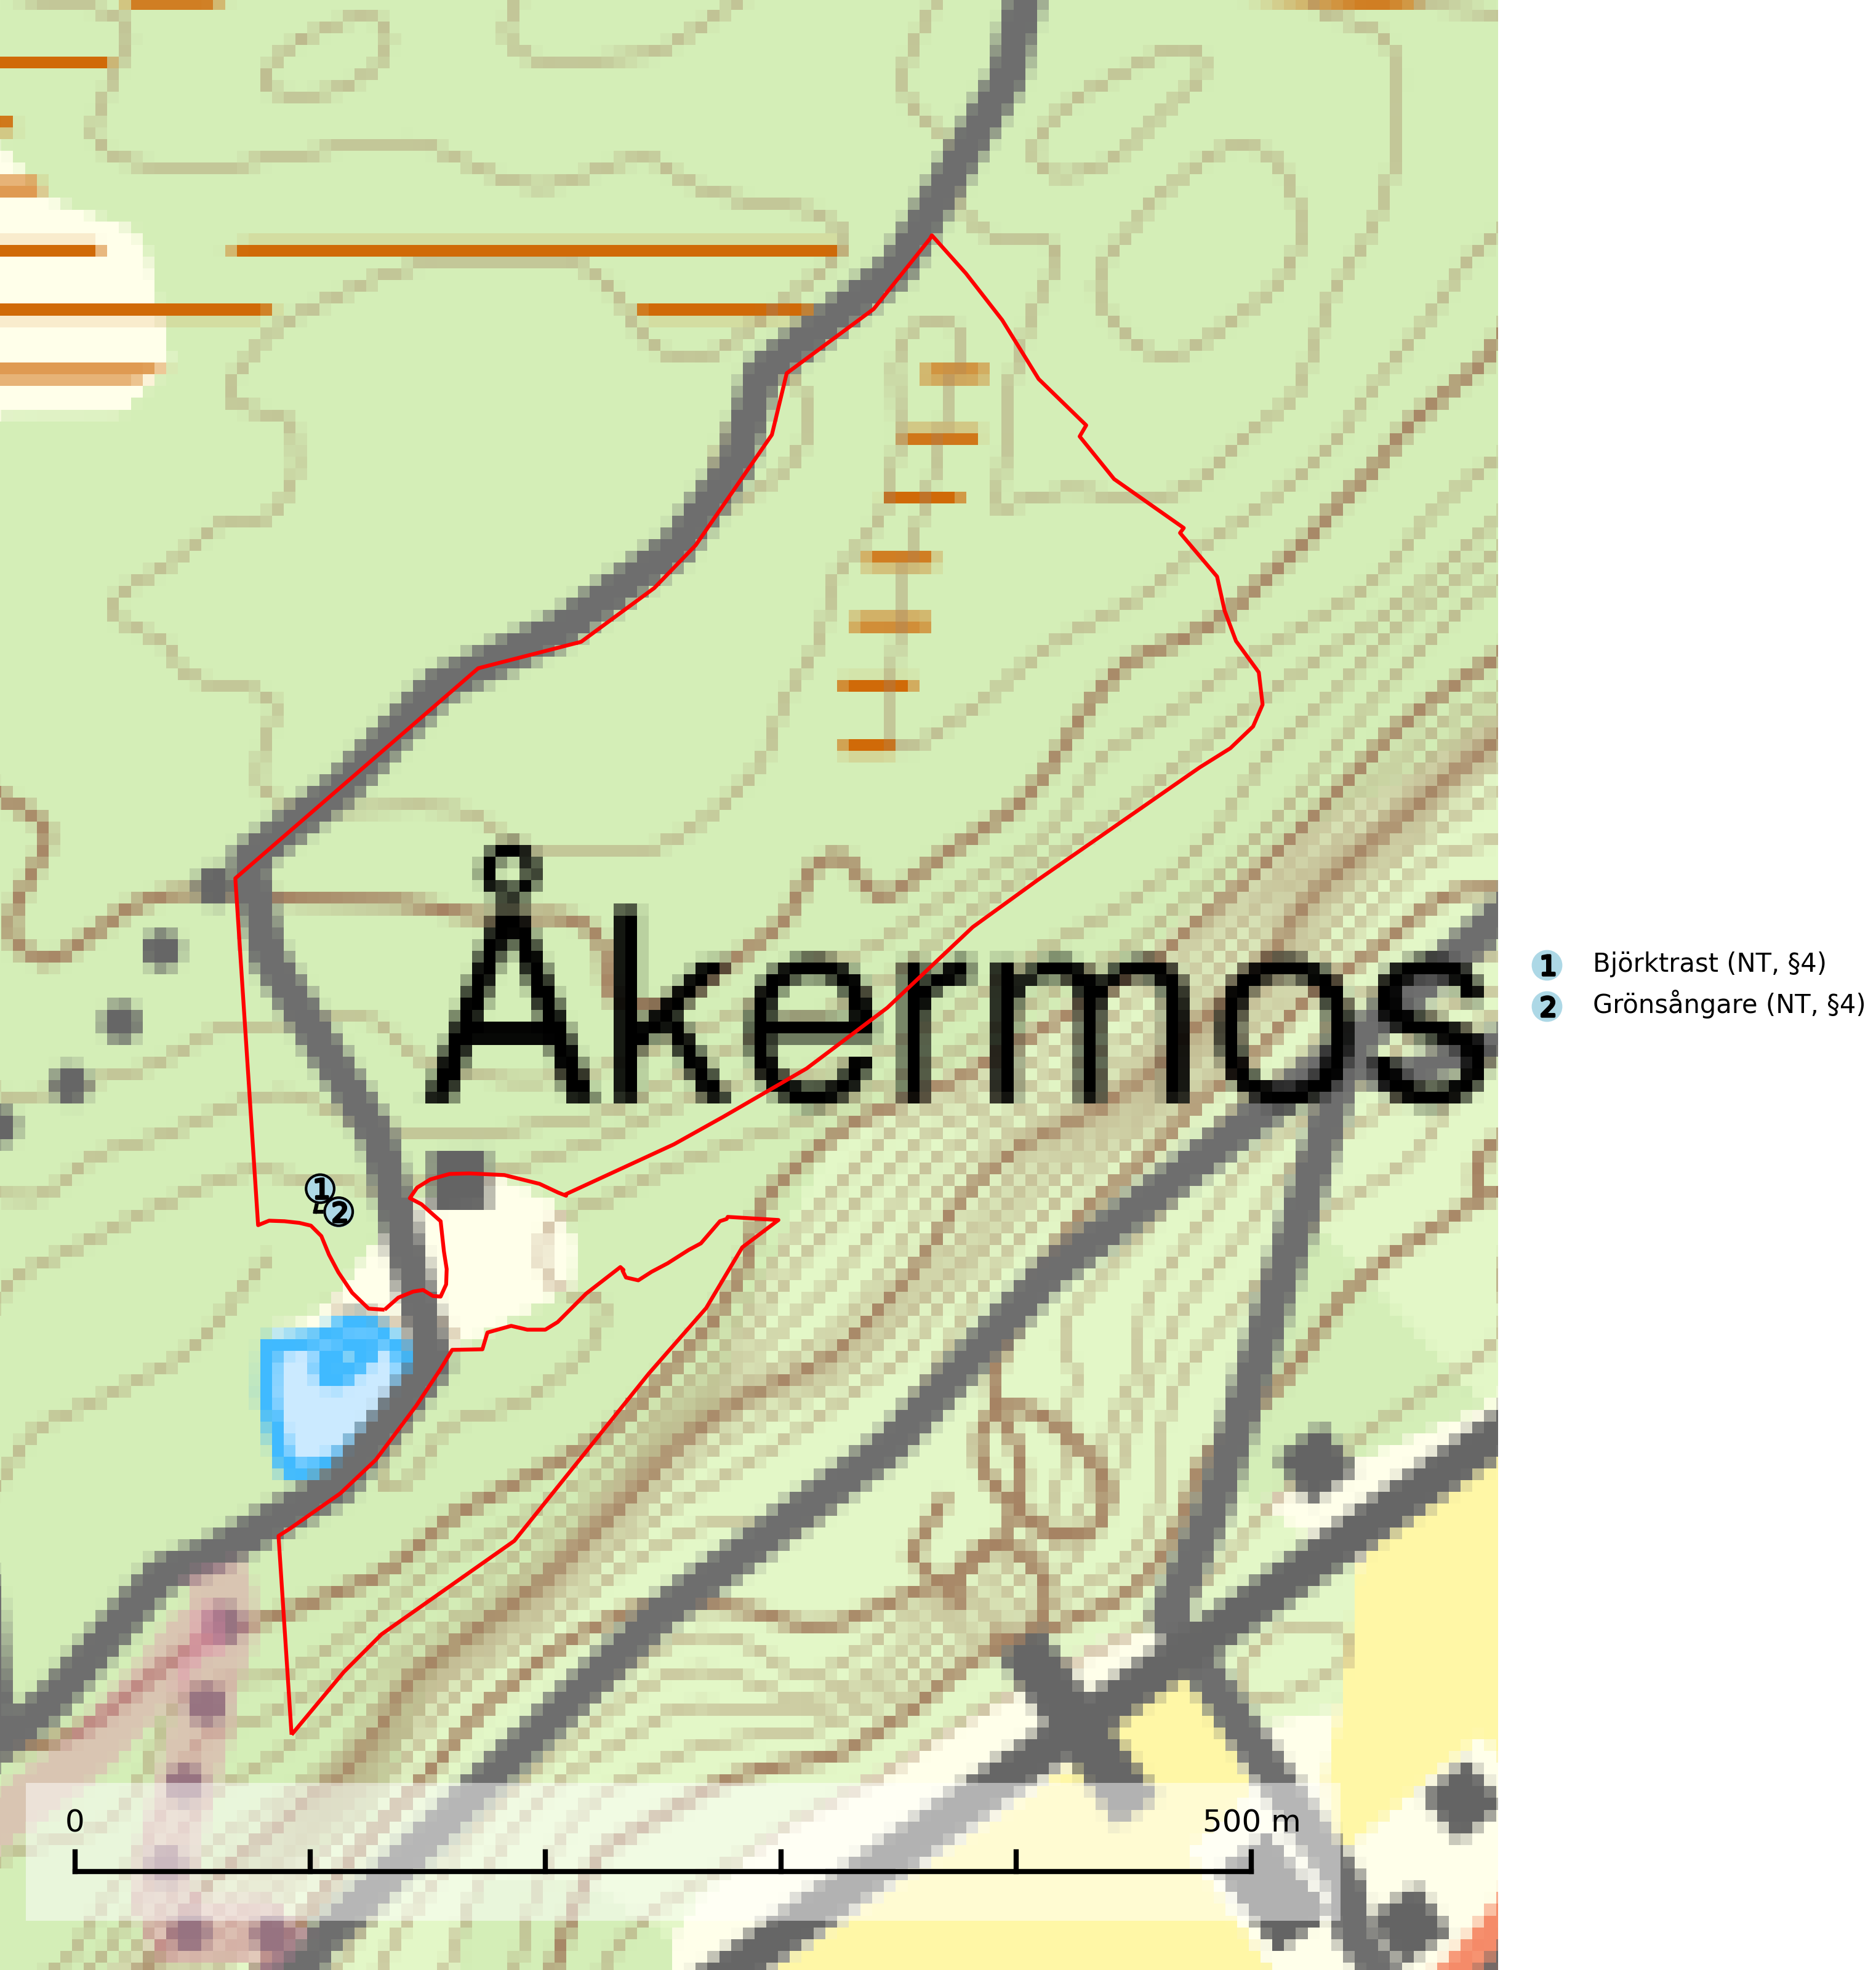 Åkermos
1 Björktrast (NT, §4)
2 Grönsångare (NT, §4)
1
2
0
500 m